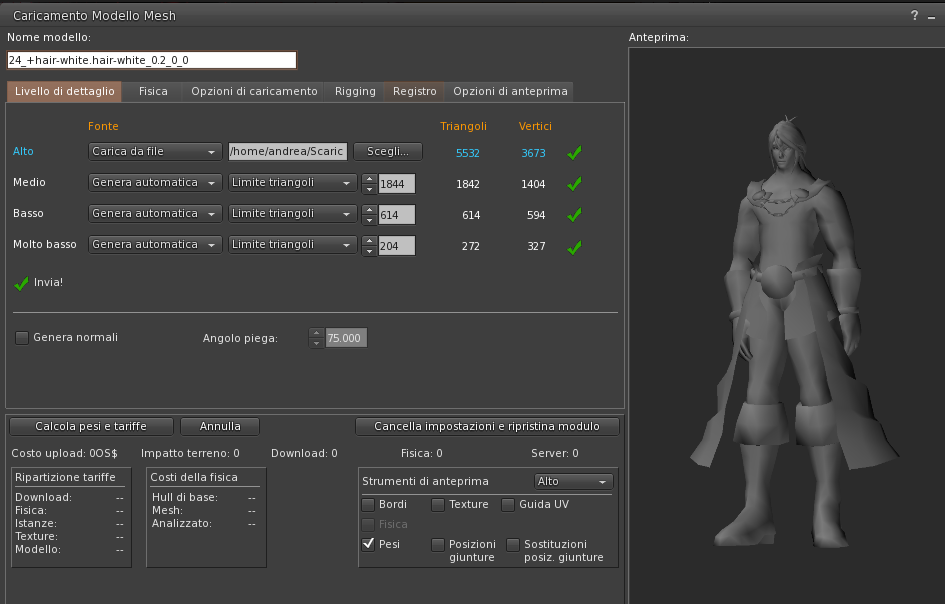 Caricamento Modello Mesh
? _
Nome modello:
Anteprima:
24_+hair-white.hair-white_0.2_0_0
Livello di dettaglio Fisica Opzioni di caricamento Rigging Registro Opzioni di anteprima
Fonte Triangoli Vertici
Alto Carica da file /home/andrea/Scaric Scegli... 5532 3673
Medio Genera automatica Limite triangoli 1844 1842 1404
Basso Genera automatica Limite triangoli 614 614 594
Molto basso Genera automatica Limite triangoli 204 272 327
Invia!
Genera normali Angolo piega: 75.000
Calcola pesi e tariffe Annulla Cancella impostazioni e ripristina modulo
Costo upload: 0OS$ Impatto terreno: 0 Download: 0 Fisica: 0 Server: 0
Ripartizione tariffe
Download: --
Fisica: --
Istanze: --
Texture: --
Modello: --
Costi della fisica
Hull di base: --
Mesh: --
Analizzato: --
Strumenti di anteprima Alto
Bordi Texture Guida UV
Fisica
Pesi Posizioni giunture Sostituzioni posiz. giunture